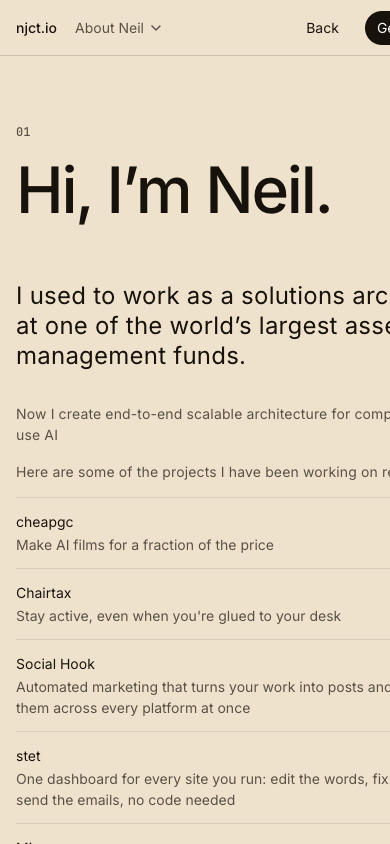 njct.io About Neil Back
01
Hi, I’m Neil.
I used to work as a solutions
at one of the world’s largest
management funds.
Now I create end-to-end scalable architecture for
use AI
Here are some of the projects I have been working on
cheapgc
Make AI films for a fraction of the price
Chairtax
Stay active, even when you're glued to your desk
Social Hook
Automated marketing that turns your work into posts and
them across every platform at once
stet
One dashboard for every site you run: edit the words, fix
send the emails, no code needed